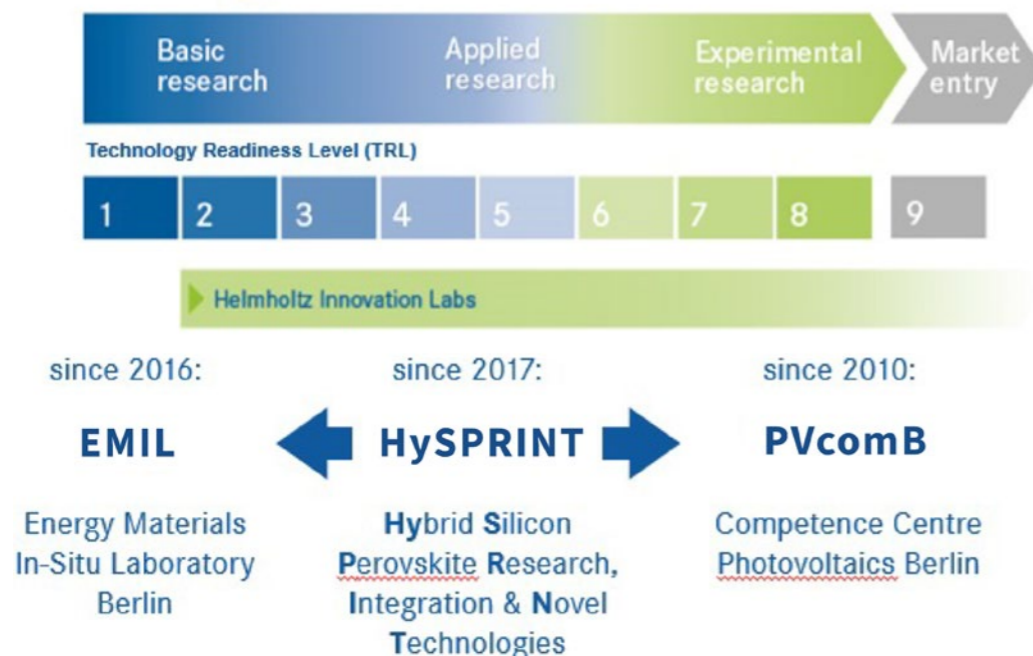 Basic
research
Applied
research
Experimental
research
Market
entry
Technology Readiness Level (TRL)
1 2 3 4 5 6 7 8 9
Helmholtz Innovation Labs
since 2016:
EMIL
Energy Materials
In-Situ Laboratory
Berlin
since 2017:
HySPRINT
Hybrid Silicon
Perovskite Research,
Integration & Novel
Technologies
since 2010:
PVcomB
Competence Centre
Photovoltaics Berlin